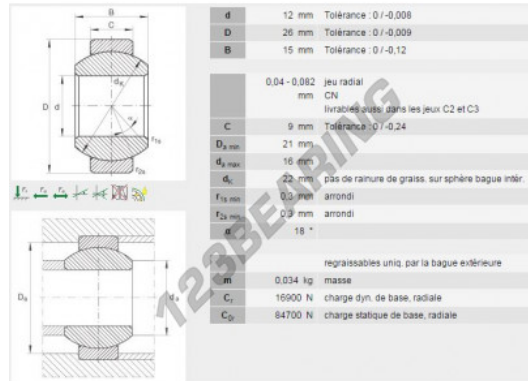 B
C
D
d
dK
α
r1s
r2s
Da
da
d 12 mm Tolérance : 0 / -0,008
D 26 mm Tolérance : 0 / -0,009
B 15 mm Tolérance : 0 / -0,12
0,04 - 0,082 mm jeu radial
CN
livrables aussi dans les jeux C2 et C3
C 9 mm Tolérance : 0 / -0,24
Da min 21 mm
da max 16 mm
dK 22 mm pas de rainure de graiss. sur sphère bague intér.
r1s min 0,3 mm arrondi
r2s min 0,3 mm arrondi
α 18 °
regraissables uniq. par la bague extérieure
m 0,034 kg masse
Cr 16900 N charge dyn. de base, radiale
C0r 84700 N charge statique de base, radiale
123BEARING